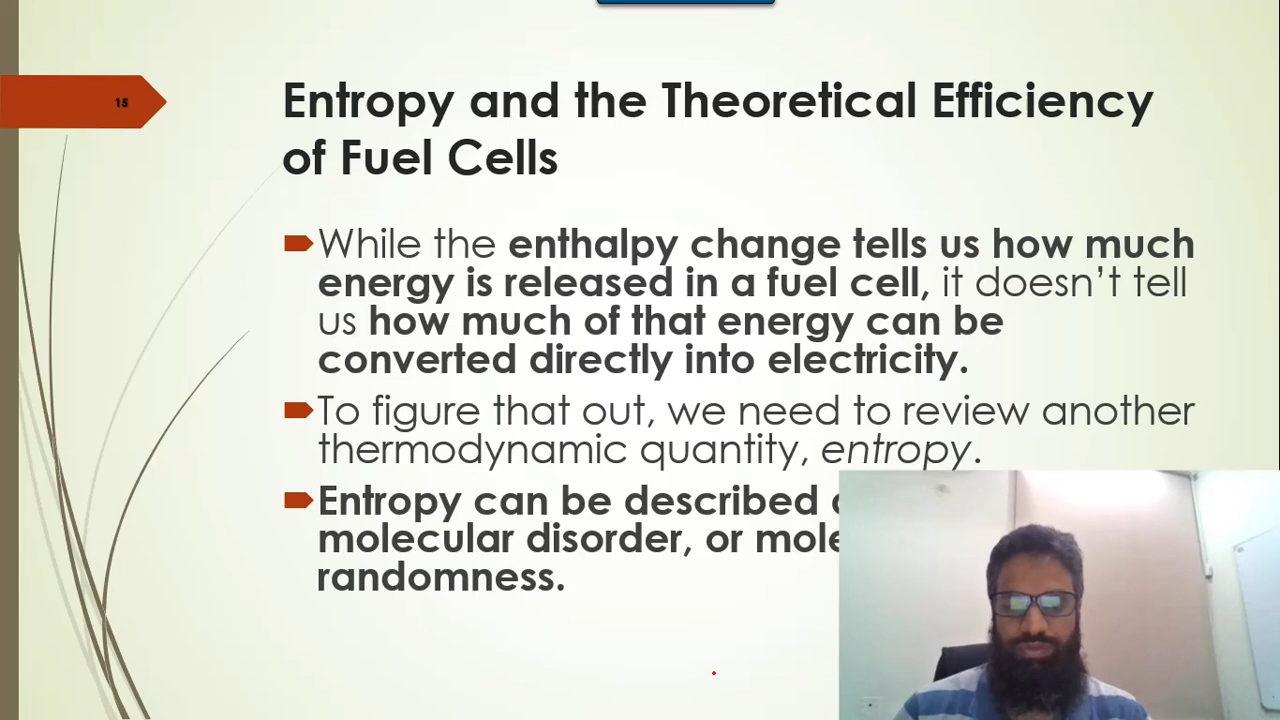 15
Entropy and the Theoretical Efficiency
of Fuel Cells
While the enthalpy change tells us how much
energy is released in a fuel cell, it doesn’t tell
us how much of that energy can be
converted directly into electricity.
To figure that out, we need to review another
thermodynamic quantity, entropy.
Entropy can be described
molecular disorder, or
randomness.